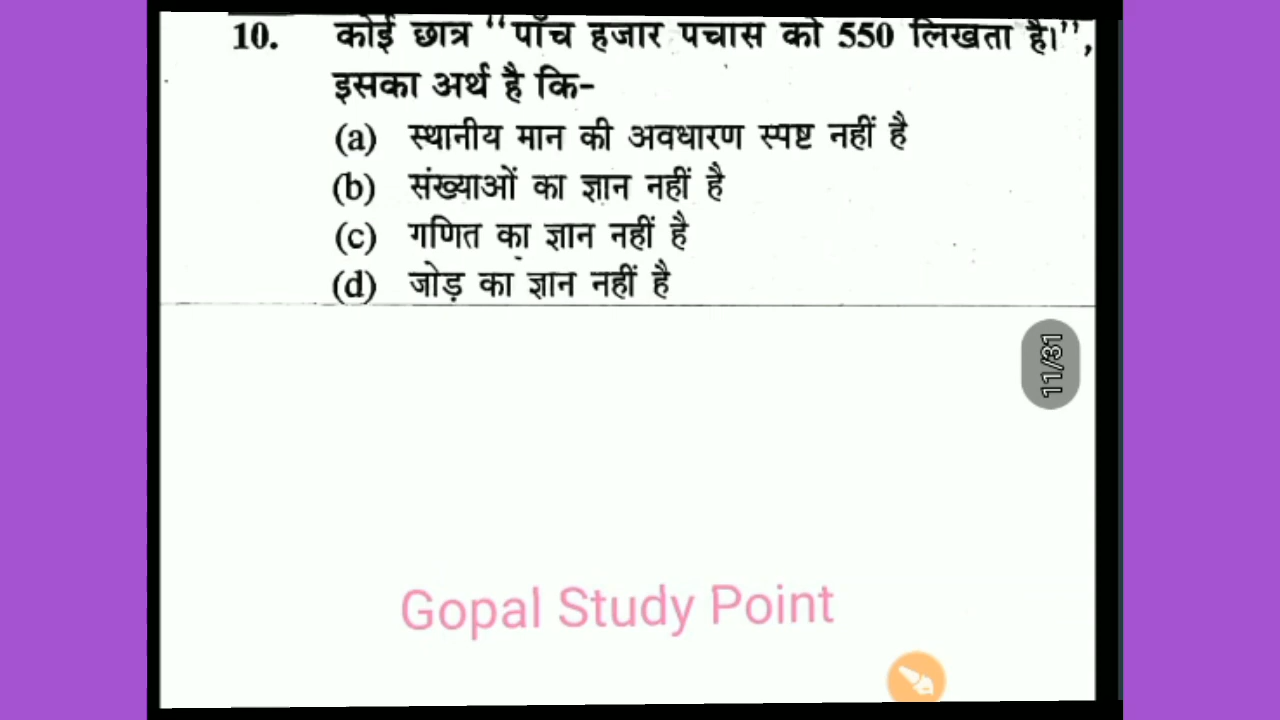 10. कोई छात्र ‘‘पाँच हजार पचास को 550 लिखता है।’’,
इसका अर्थ है कि-
(a) स्थानीय मान की अवधारण स्पष्ट नहीं है
(b) संख्याओं का ज्ञान नहीं है
(c) गणित का ज्ञान नहीं है
(d) जोड़ का ज्ञान नहीं है
11/31
Gopal Study Point